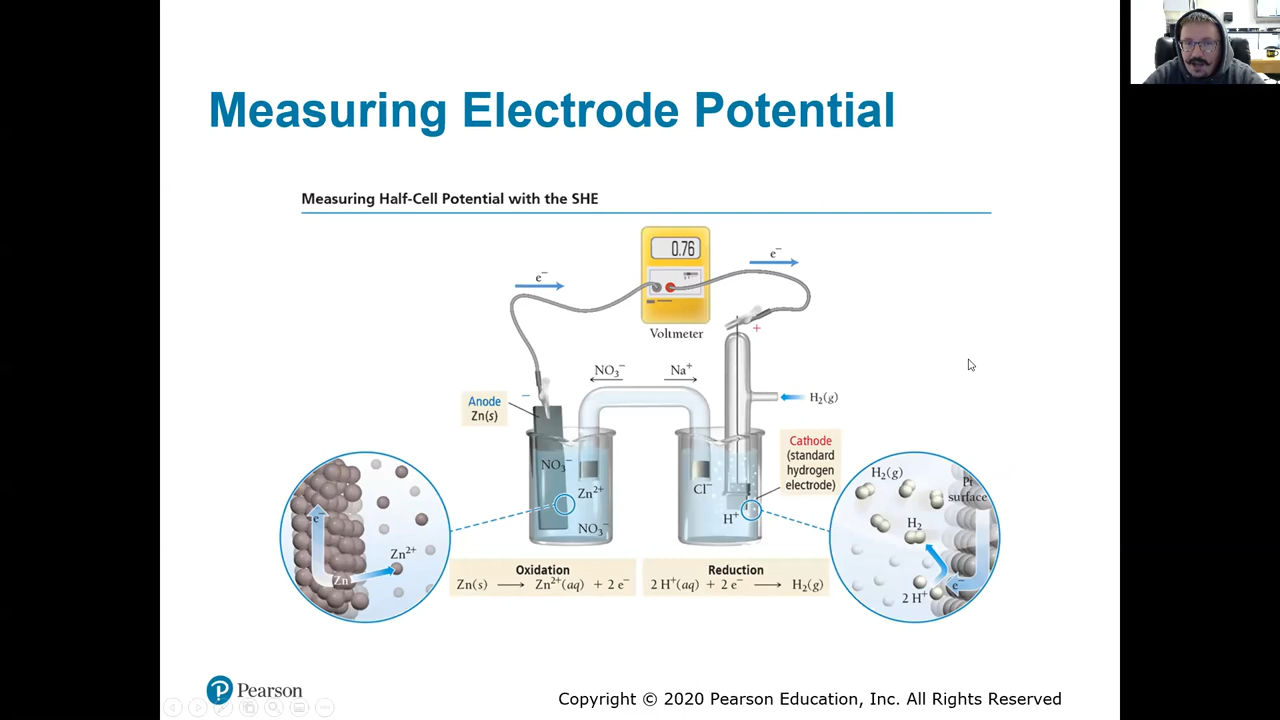 Measuring Electrode Potential
Measuring Half-Cell Potential with the SHE
0.76
e⁻
e⁻
Voltmeter
+
NO₃⁻
Na⁺
−
H₂(g)
Anode
Zn(s)
Cathode
(standard
hydrogen
electrode)
NO₃⁻
Zn²⁺
NO₃⁻
Cl⁻
H⁺
e⁻
Zn²⁺
Zn
H₂(g)
Pt
surface
H₂
e⁻
2 H⁺
Oxidation
Zn(s) ⟶ Zn²⁺(aq) + 2 e⁻
Reduction
2 H⁺(aq) + 2 e⁻ ⟶ H₂(g)
Pearson
Copyright © 2020 Pearson Education, Inc. All Rights Reserved